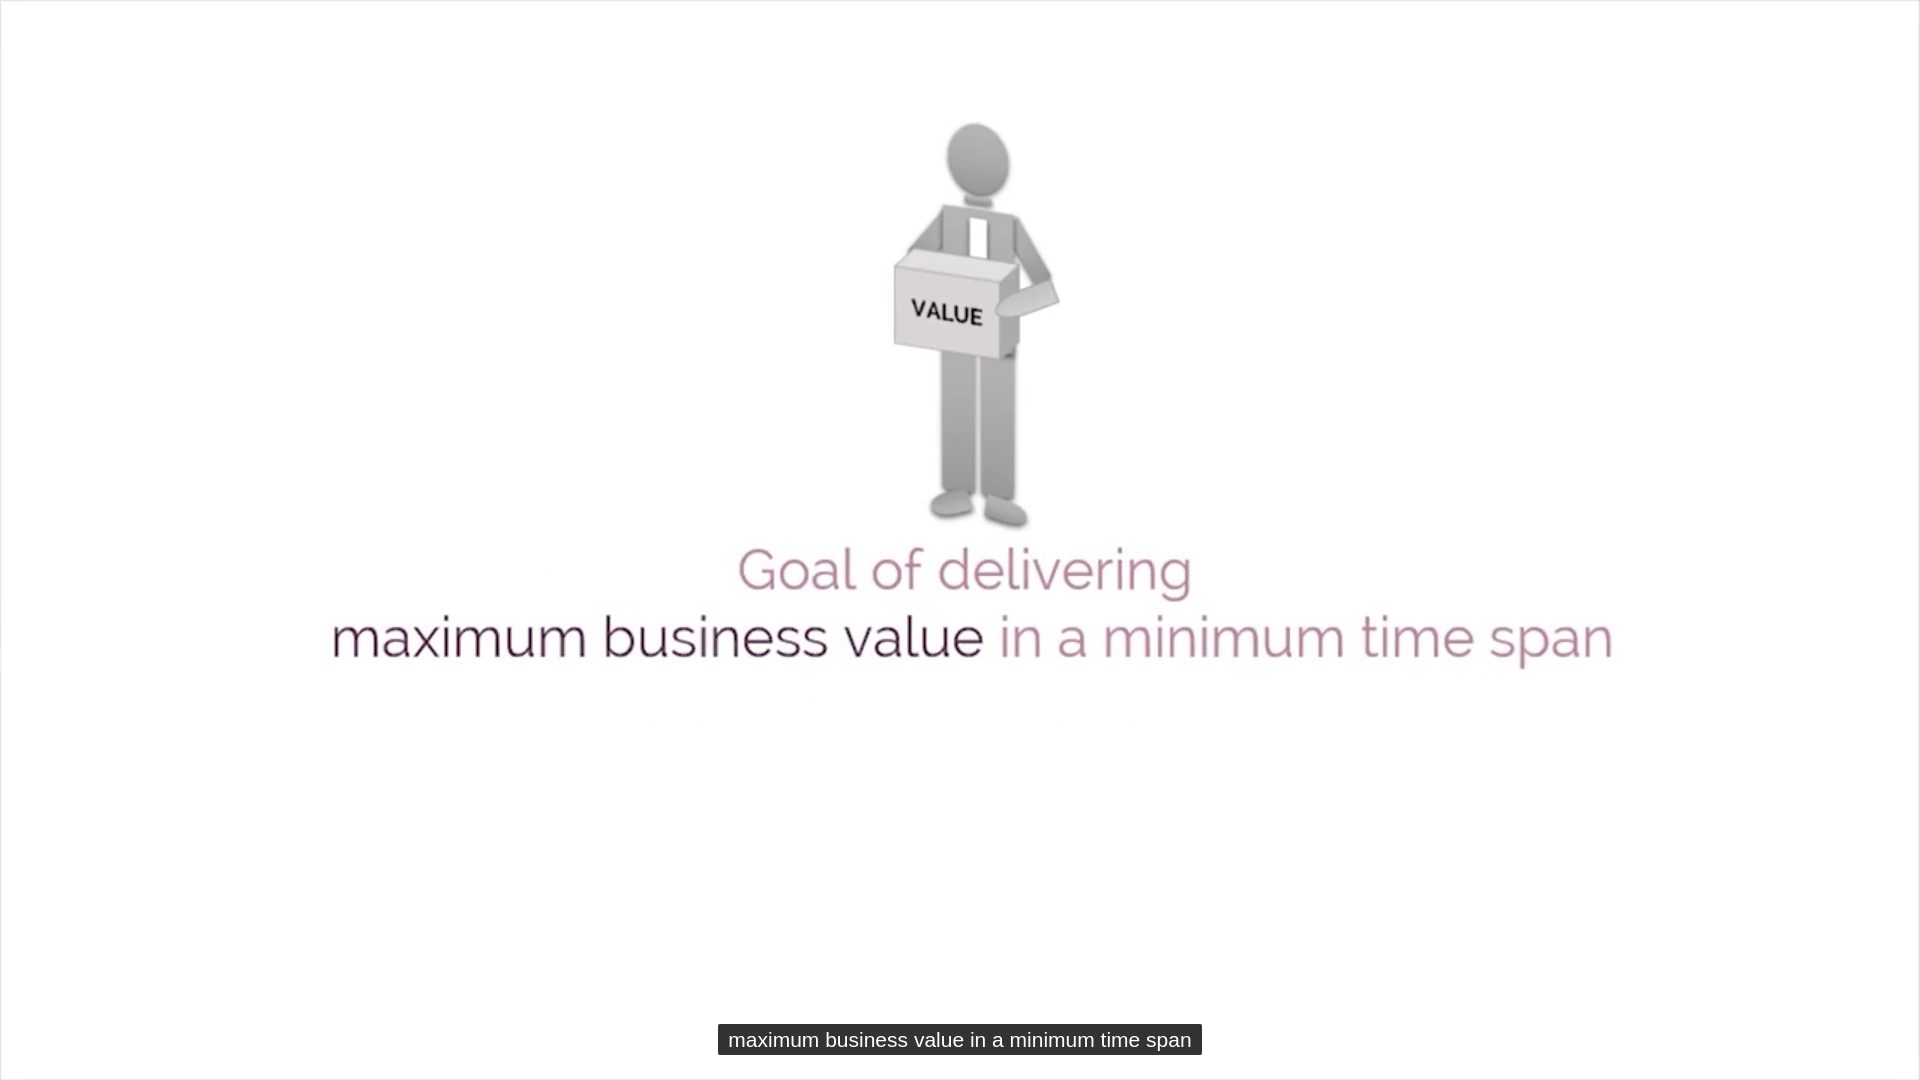 VALUE
Goal of delivering
maximum business value in a minimum time span
maximum business value in a minimum time span